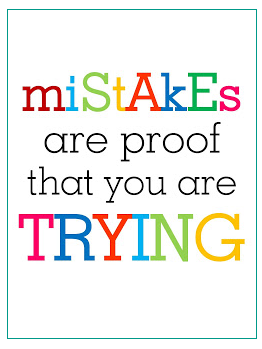 miStAkEs
are proof
that you are
TRYING